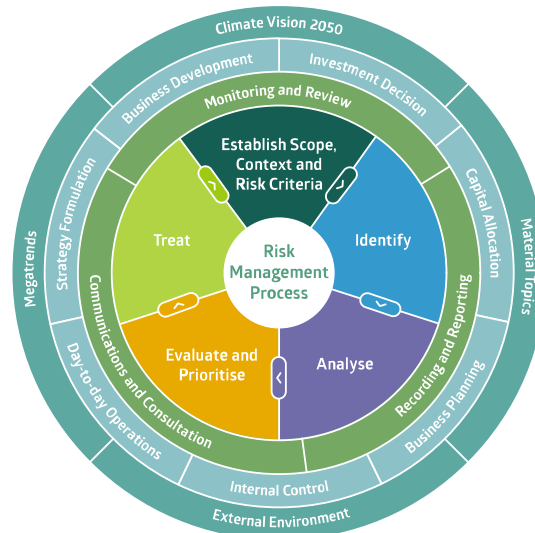 Climate Vision 2050
Business Development
Investment Decision
Monitoring and Review
Establish Scope,
Context and
Risk Criteria
Strategy Formulation
Capital Allocation
Megatrends
Material Topics
Treat
Identify
Risk
Management
Process
Communications and Consultation
Recording and Reporting
Evaluate and
Prioritise
Analyse
Day-to-day Operations
Business Planning
Internal Control
External Environment